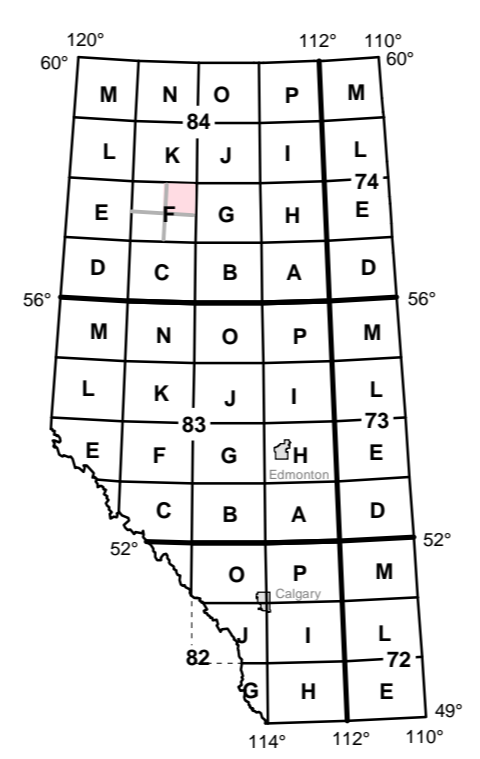 120° 112° 110°
60° 60°
M N O P M
84
L K J I L
74
E F G H E
D C B A D
56° 56°
M N O P M
L K J I L
83 73
E F G H E
Edmonton
C B A D
52° 52°
O P M
Calgary
J I L
82 72
G H E
49°
114° 112° 110°